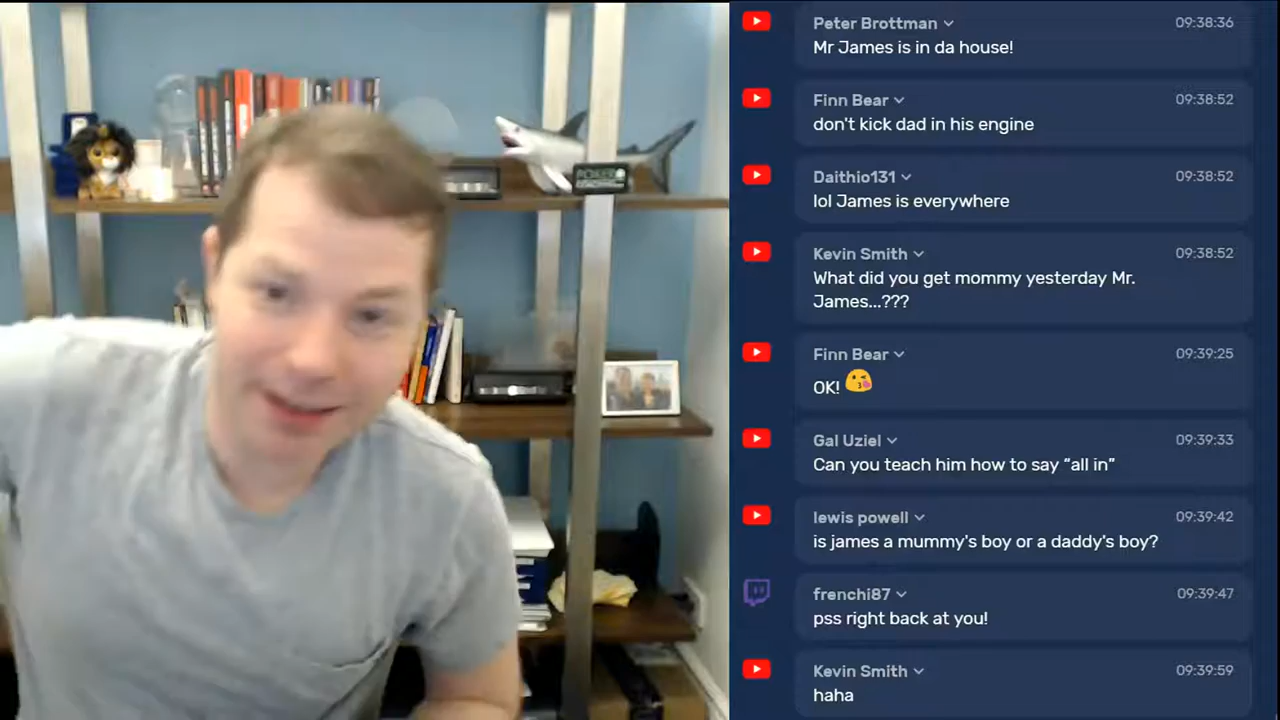 Peter Brottman 09:38:36
Mr James is in da house!
Finn Bear 09:38:52
don't kick dad in his engine
Daithio131 09:38:52
lol James is everywhere
Kevin Smith 09:38:52
What did you get mommy yesterday Mr.
James...???
Finn Bear 09:39:25
OK! 😘
Gal Uziel 09:39:33
Can you teach him how to say “all in”
lewis powell 09:39:42
is james a mummy's boy or a daddy's boy?
frenchi87 09:39:47
pss right back at you!
Kevin Smith 09:39:59
haha
POKER